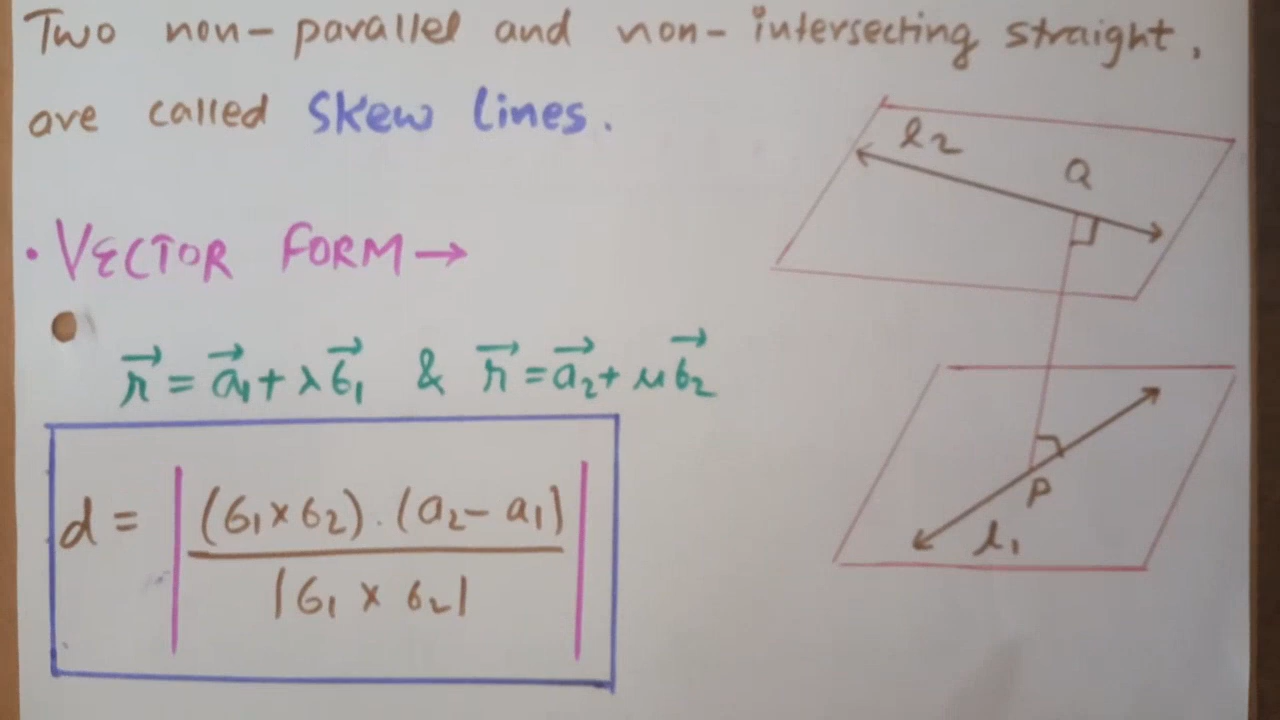 Two non-parallel and non-intersecting straight,
are called Skew lines.
• VECTOR FORM →
r⃗ = a⃗₁ + λb⃗₁ & r⃗ = a⃗₂ + μb⃗₂
d = | (b₁ × b₂) . (a₂ - a₁) / |b₁ × b₂| |
l₂
Q
P
l₁